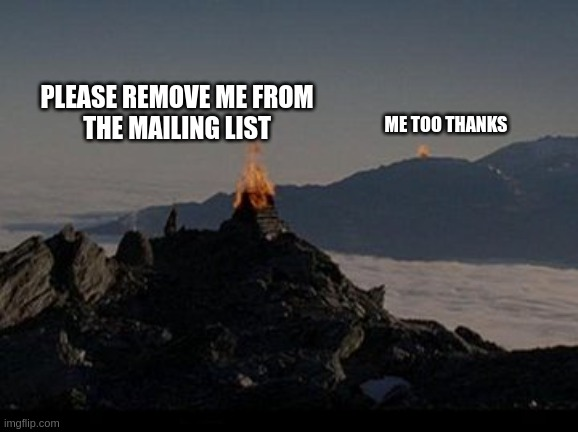 PLEASE REMOVE ME FROM
THE MAILING LIST
ME TOO THANKS
imgflip.com